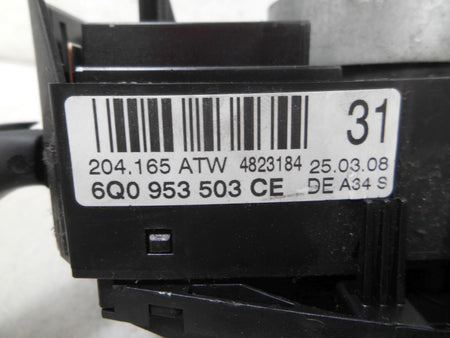 31
204.165 ATW 4823184 25.03.08
6Q0 953 503 CE DE A34 S